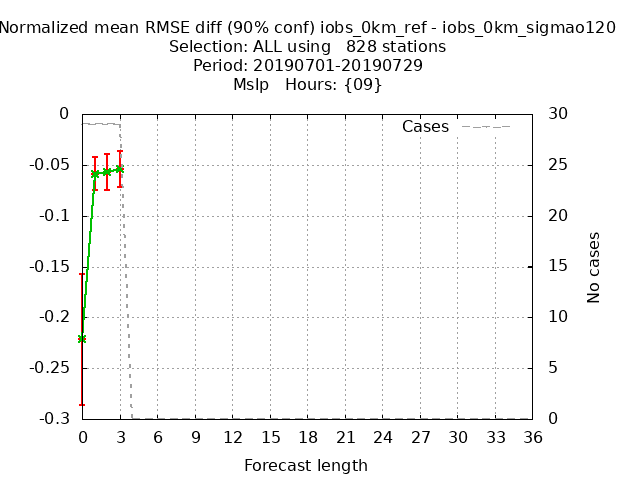 Normalized mean RMSE diff (90% conf) iobs_0km_ref - iobs_0km_sigmao120
Selection: ALL using   828 stations
Period: 20190701-20190729
Mslp   Hours: {09}
Cases
0
-0.05
-0.1
-0.15
-0.2
-0.25
-0.3
30
25
20
15
10
5
0
No cases
0 3 6 9 12 15 18 21 24 27 30 33 36
Forecast length